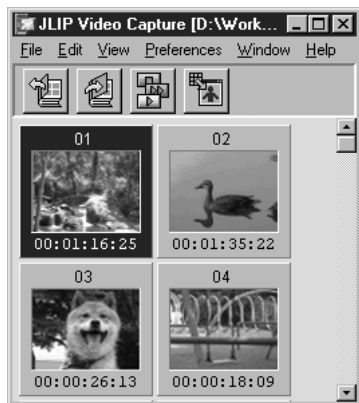 JLIP Video Capture [D:\Work...
File Edit View Preferences Window Help
01 02
00:01:16:25 00:01:35:22
03 04
00:00:26:13 00:00:18:09